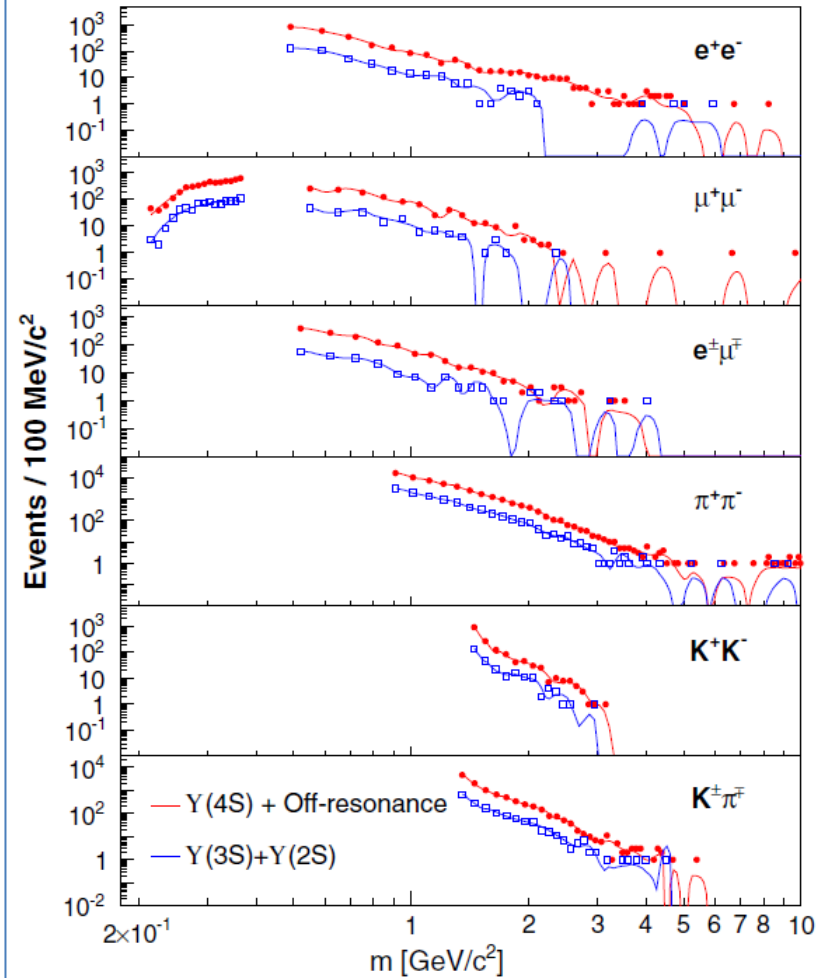 Events / 100 MeV/c²
10³
10²
10
1
10⁻¹
e⁺e⁻
10³
10²
10
1
10⁻¹
μ⁺μ⁻
10³
10²
10
1
10⁻¹
e±μ∓
10⁴
10²
1
π⁺π⁻
10³
10²
10
1
10⁻¹
K⁺K⁻
10⁴
10²
1
10⁻²
K±π∓
Υ(4S) + Off-resonance
Υ(3S)+Υ(2S)
2×10⁻¹ 1 2 3 4 5 6 7 8 10
m [GeV/c²]